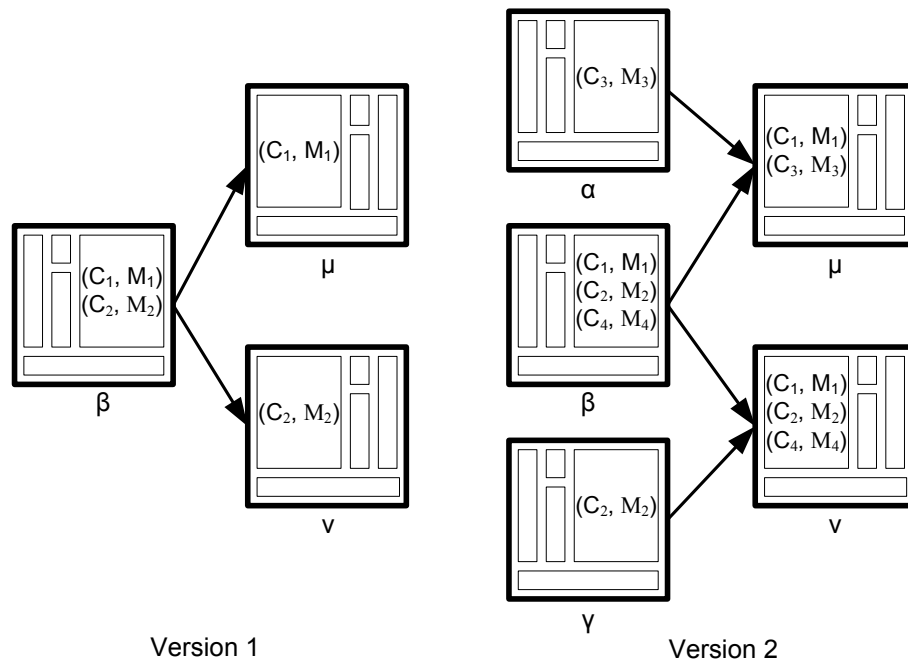 (C₁, M₁)
μ
(C₁, M₁)
(C₂, M₂)
β
(C₂, M₂)
ν
Version 1
(C₃, M₃)
α
(C₁, M₁)
(C₃, M₃)
μ
(C₁, M₁)
(C₂, M₂)
(C₄, M₄)
β
(C₁, M₁)
(C₂, M₂)
(C₄, M₄)
ν
(C₂, M₂)
γ
Version 2